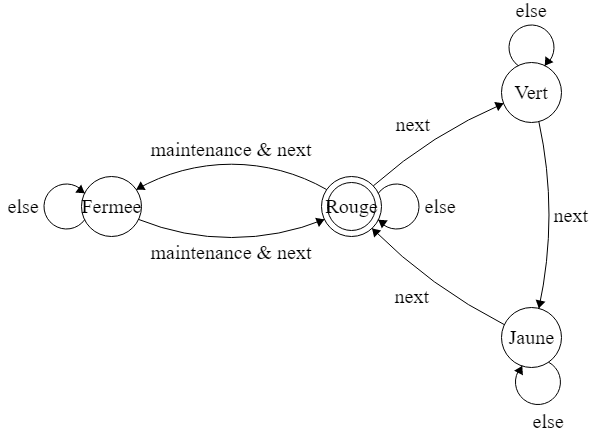 else
Vert
next
maintenance & next
else
Fermee
Rouge
else
next
maintenance & next
next
Jaune
else